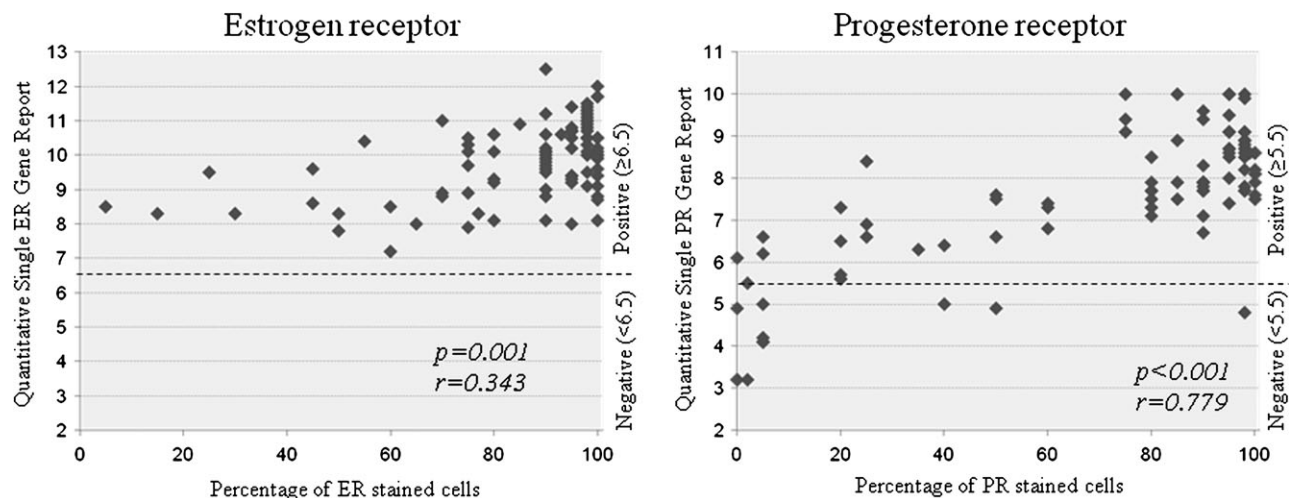 Estrogen receptor
Quantitative Single ER Gene Report
13
12
11
10
9
8
7
6
5
4
3
2
0
20
40
60
80
100
Percentage of ER stained cells
Positive (≥6.5)
Negative (<6.5)
p=0.001
r=0.343
Progesterone receptor
Quantitative Single PR Gene Report
11
10
9
8
7
6
5
4
3
2
0
20
40
60
80
100
Percentage of PR stained cells
Positive (≥5.5)
Negative (<5.5)
p<0.001
r=0.779